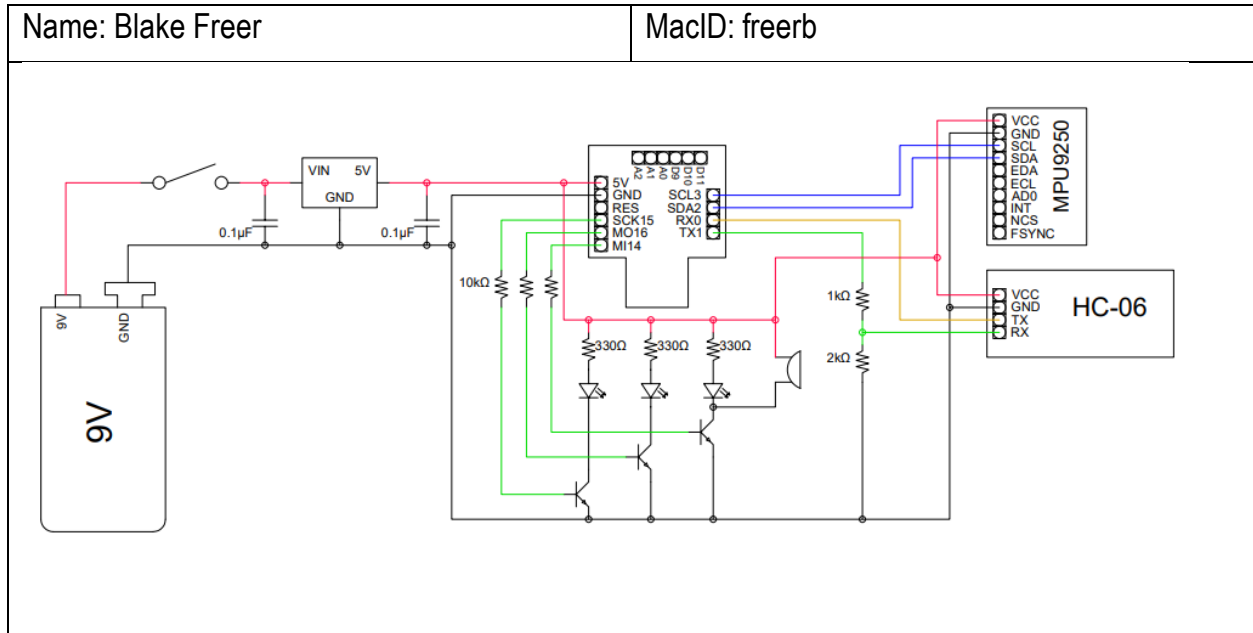 Name: Blake Freer
MacID: freerb
VIN 5V
GND
0.1µF
0.1µF
9V
GND
9V
A2
A1
A0
D9
D10
D11
5V
GND
RES
SCK15
MO16
MI14
SCL3
SDA2
RX0
TX1
10kΩ
330Ω
330Ω
330Ω
1kΩ
2kΩ
VCC
GND
SCL
SDA
EDA
ECL
AD0
INT
NCS
FSYNC
MPU9250
VCC
GND
TX
RX
HC-06